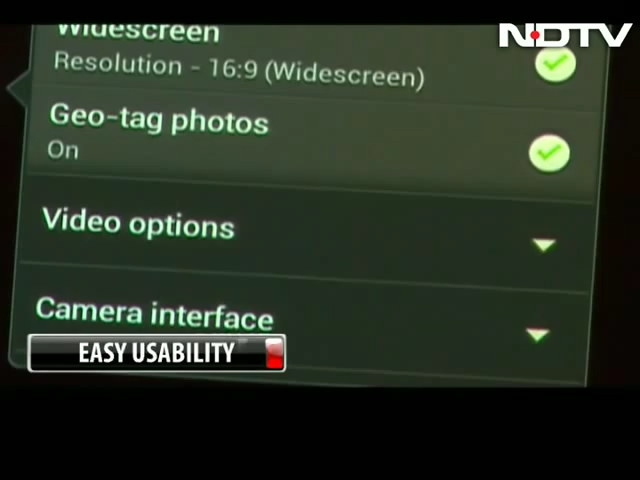 NDTV
Widescreen
Resolution - 16:9 (Widescreen)
Geo-tag photos
On
Video options
Camera interface
EASY USABILITY